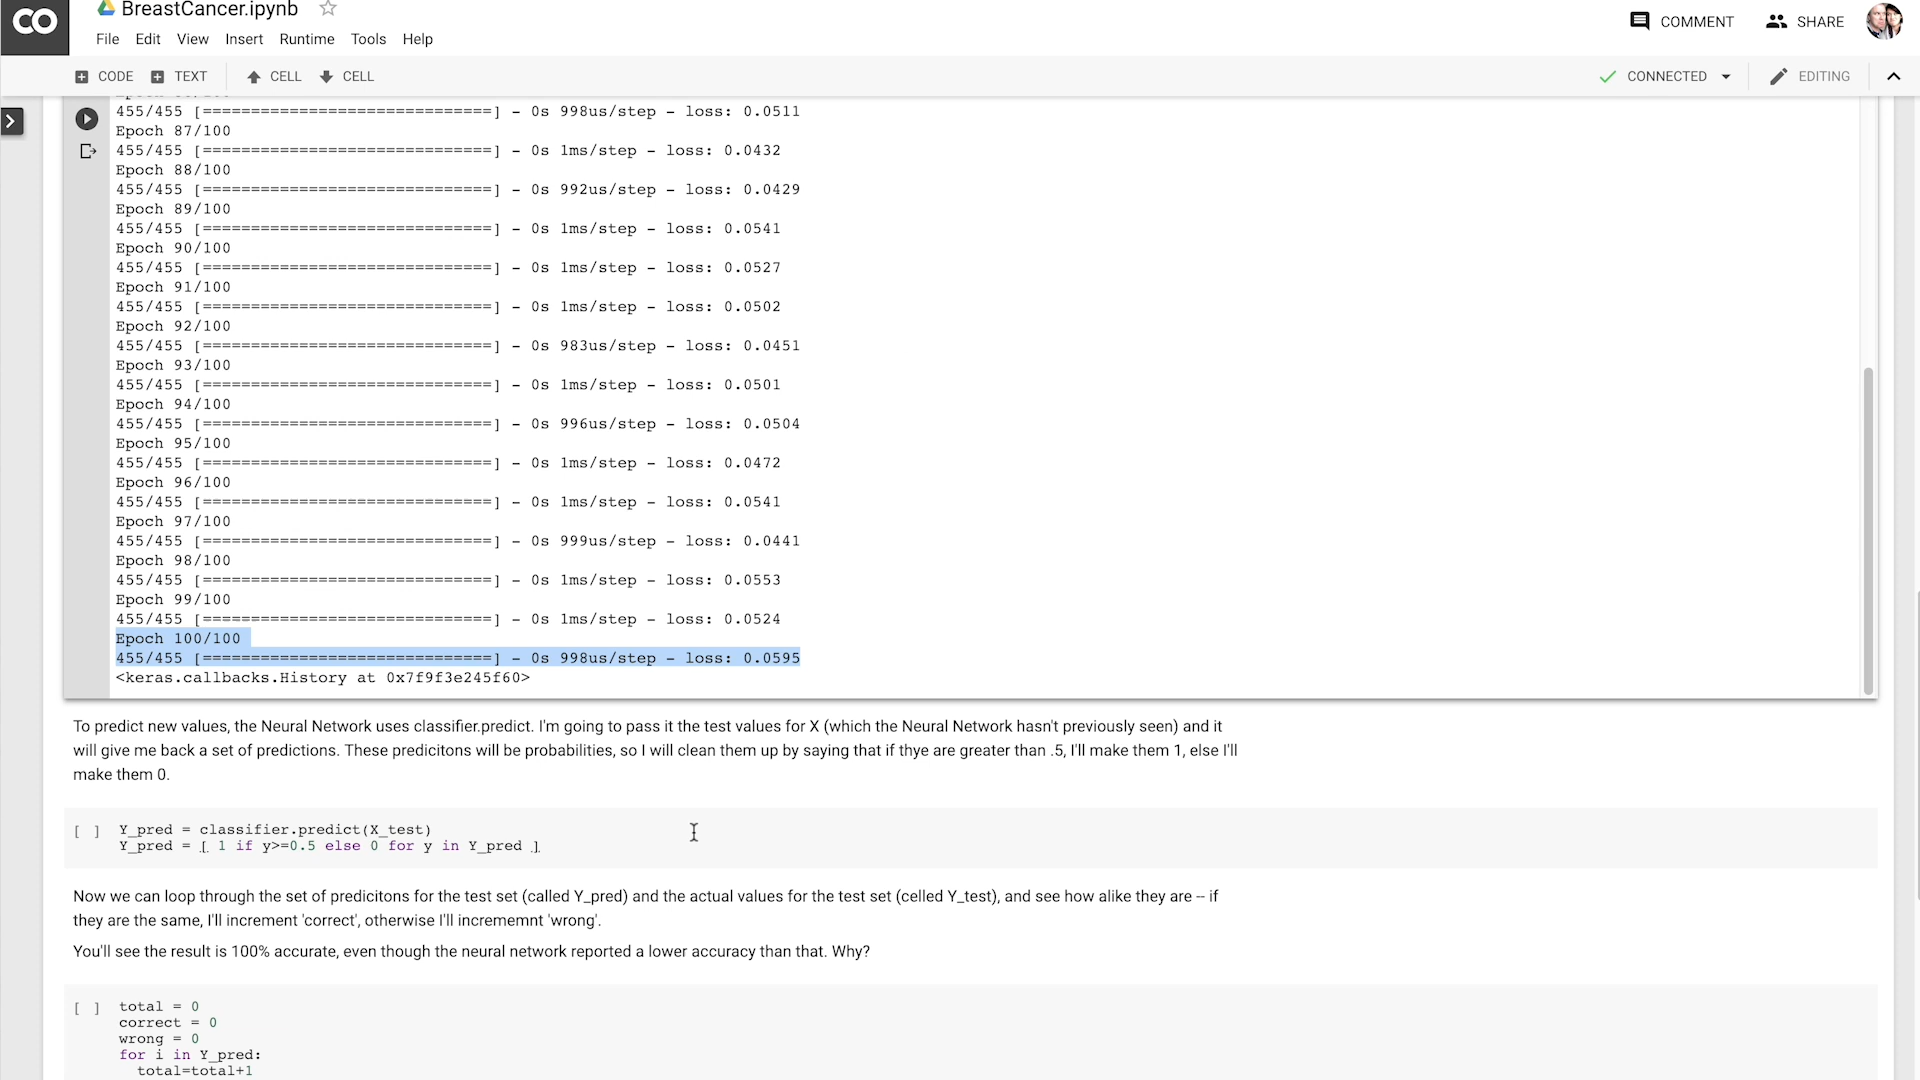 CO
BreastCancer.ipynb
COMMENT SHARE
File Edit View Insert Runtime Tools Help
CODE TEXT CELL CELL CONNECTED EDITING
455/455 [==============================] - 0s 998us/step - loss: 0.0511
Epoch 87/100
455/455 [==============================] - 0s 1ms/step - loss: 0.0432
Epoch 88/100
455/455 [==============================] - 0s 992us/step - loss: 0.0429
Epoch 89/100
455/455 [==============================] - 0s 1ms/step - loss: 0.0541
Epoch 90/100
455/455 [==============================] - 0s 1ms/step - loss: 0.0527
Epoch 91/100
455/455 [==============================] - 0s 1ms/step - loss: 0.0502
Epoch 92/100
455/455 [==============================] - 0s 983us/step - loss: 0.0451
Epoch 93/100
455/455 [==============================] - 0s 1ms/step - loss: 0.0501
Epoch 94/100
455/455 [==============================] - 0s 996us/step - loss: 0.0504
Epoch 95/100
455/455 [==============================] - 0s 1ms/step - loss: 0.0472
Epoch 96/100
455/455 [==============================] - 0s 1ms/step - loss: 0.0541
Epoch 97/100
455/455 [==============================] - 0s 999us/step - loss: 0.0441
Epoch 98/100
455/455 [==============================] - 0s 1ms/step - loss: 0.0553
Epoch 99/100
455/455 [==============================] - 0s 1ms/step - loss: 0.0524
Epoch 100/100
455/455 [==============================] - 0s 998us/step - loss: 0.0595
<keras.callbacks.History at 0x7f9f3e245f60>
To predict new values, the Neural Network uses classifier.predict. I'm going to pass it the test values for X (which the Neural Network hasn't previously seen) and it
will give me back a set of predictions. These predicitons will be probabilities, so I will clean them up by saying that if thye are greater than .5, I'll make them 1, else I'll
make them 0.
[ ] Y_pred = classifier.predict(X_test)
Y_pred = [ 1 if y>=0.5 else 0 for y in Y_pred ]
Now we can loop through the set of predicitons for the test set (called Y_pred) and the actual values for the test set (celled Y_test), and see how alike they are -- if
they are the same, I'll increment 'correct', otherwise I'll incrememnt 'wrong'.
You'll see the result is 100% accurate, even though the neural network reported a lower accuracy than that. Why?
[ ] total = 0
correct = 0
wrong = 0
for i in Y_pred:
total=total+1